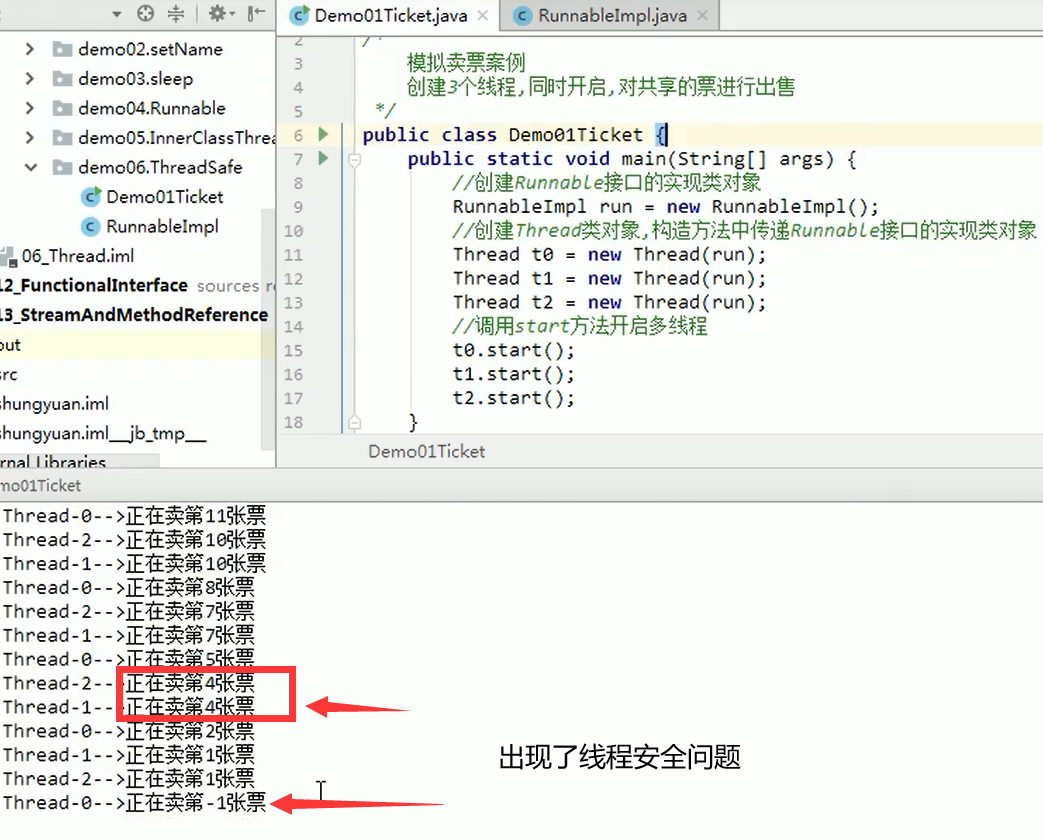 Demo01Ticket.java
RunnableImpl.java
demo02.setName
demo03.sleep
demo04.Runnable
demo05.InnerClassThrea
demo06.ThreadSafe
Demo01Ticket
RunnableImpl
06_Thread.iml
12_FunctionalInterface sources r
13_StreamAndMethodReference
out
src
shungyuan.iml
shungyuan.iml__jb_tmp__
rnal Libraries
2 /*
3 模拟卖票案例
4 创建3个线程,同时开启,对共享的票进行出售
5 */
6 public class Demo01Ticket {
7 public static void main(String[] args) {
8 //创建Runnable接口的实现类对象
9 RunnableImpl run = new RunnableImpl();
10 //创建Thread类对象,构造方法中传递Runnable接口的实现类对象
11 Thread t0 = new Thread(run);
12 Thread t1 = new Thread(run);
13 Thread t2 = new Thread(run);
14 //调用start方法开启多线程
15 t0.start();
16 t1.start();
17 t2.start();
18 }
Demo01Ticket
mo01Ticket
Thread-0-->正在卖第11张票
Thread-2-->正在卖第10张票
Thread-1-->正在卖第10张票
Thread-0-->正在卖第8张票
Thread-2-->正在卖第7张票
Thread-1-->正在卖第7张票
Thread-0-->正在卖第5张票
Thread-2-->正在卖第4张票
Thread-1-->正在卖第4张票
Thread-0-->正在卖第2张票
Thread-1-->正在卖第1张票
Thread-2-->正在卖第1张票
Thread-0-->正在卖第-1张票
出现了线程安全问题